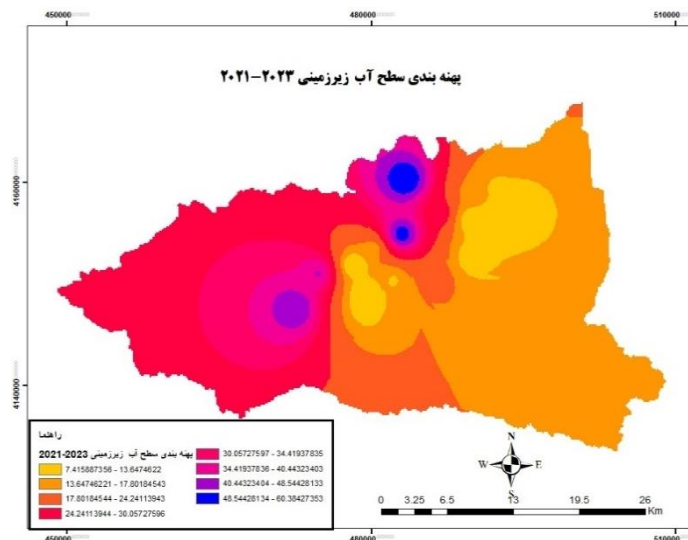 450000 480000 510000
پهنه بندی سطح آب زیرزمینی ۲۰۲۳-۲۰۲۱
4160000
4160000
4140000
4140000
راهنما
پهنه بندی سطح آب زیرزمینی 2021-2023
7.415887356 - 13.6474622
13.64746221 - 17.80184543
17.80184544 - 24.24113943
24.24113944 - 30.05727596
30.05727597 - 34.41937835
34.41937836 - 40.44323403
40.44323404 - 48.54428133
48.54428134 - 60.38427353
N
W E
S
0 3.25 6.5 13 19.5 26
Km
450000 480000 510000